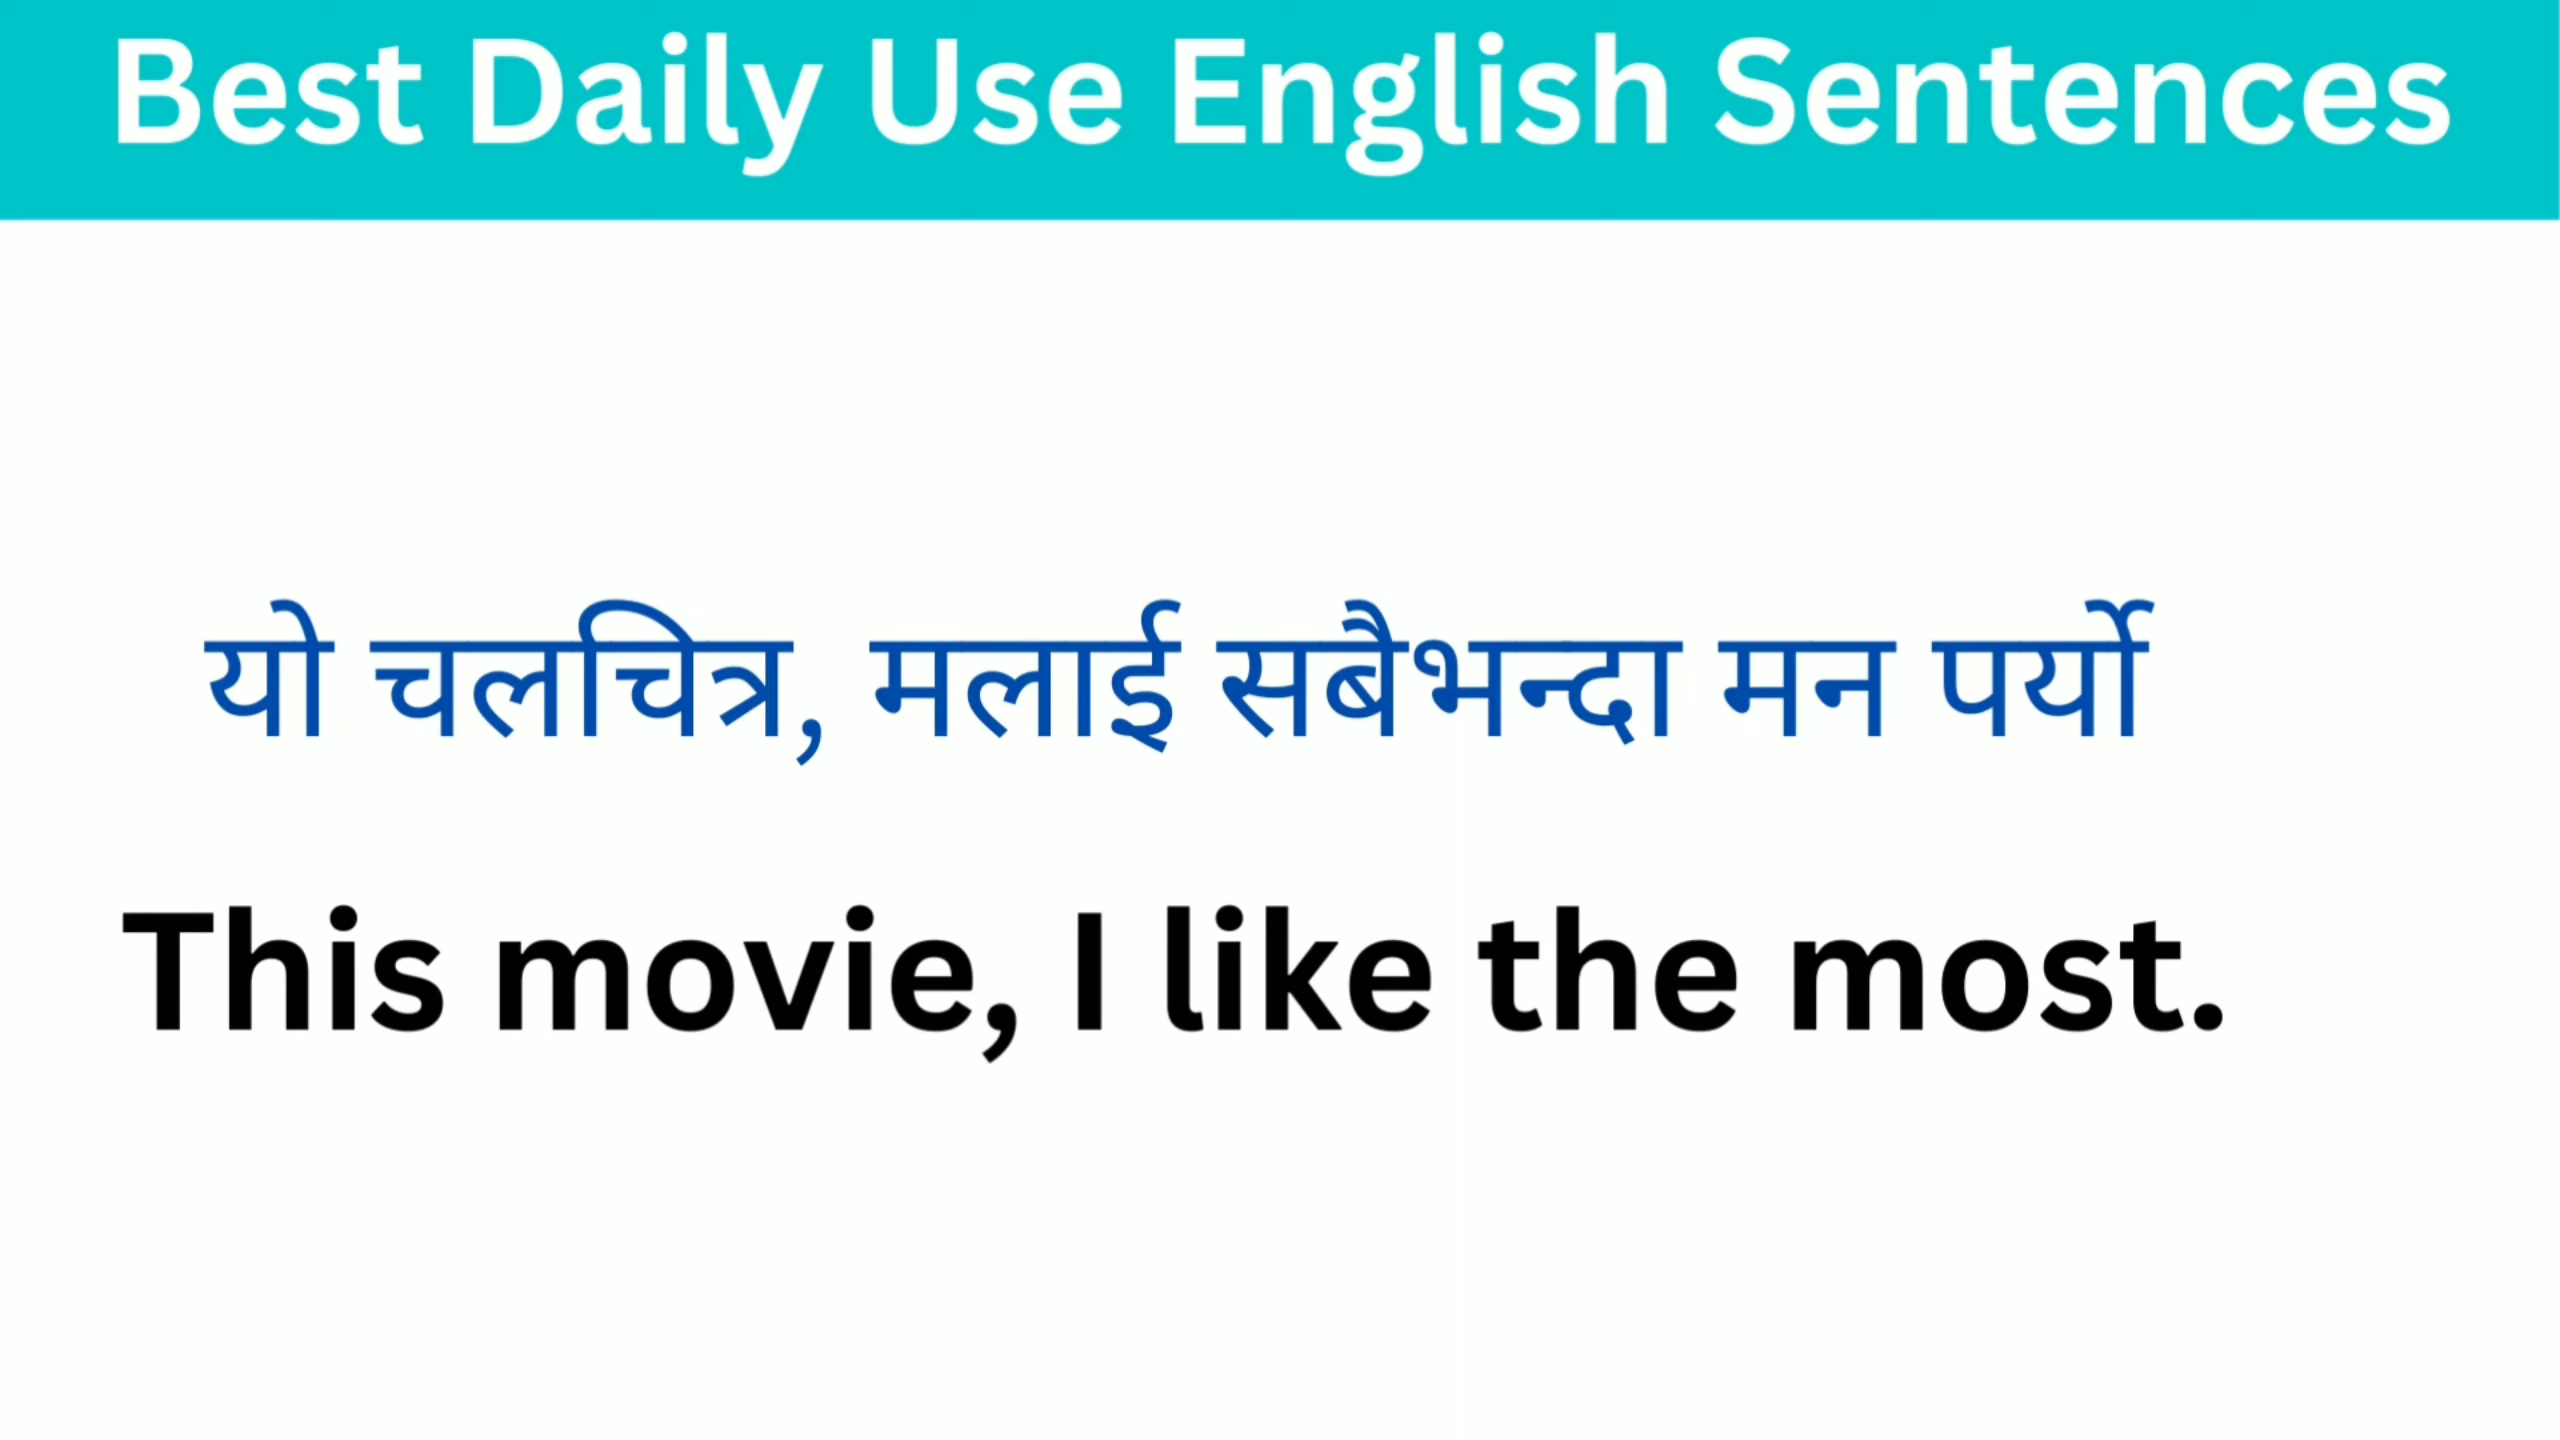 Best Daily Use English Sentences
यो चलचित्र, मलाई सबैभन्दा मन पर्यो
This movie, I like the most.